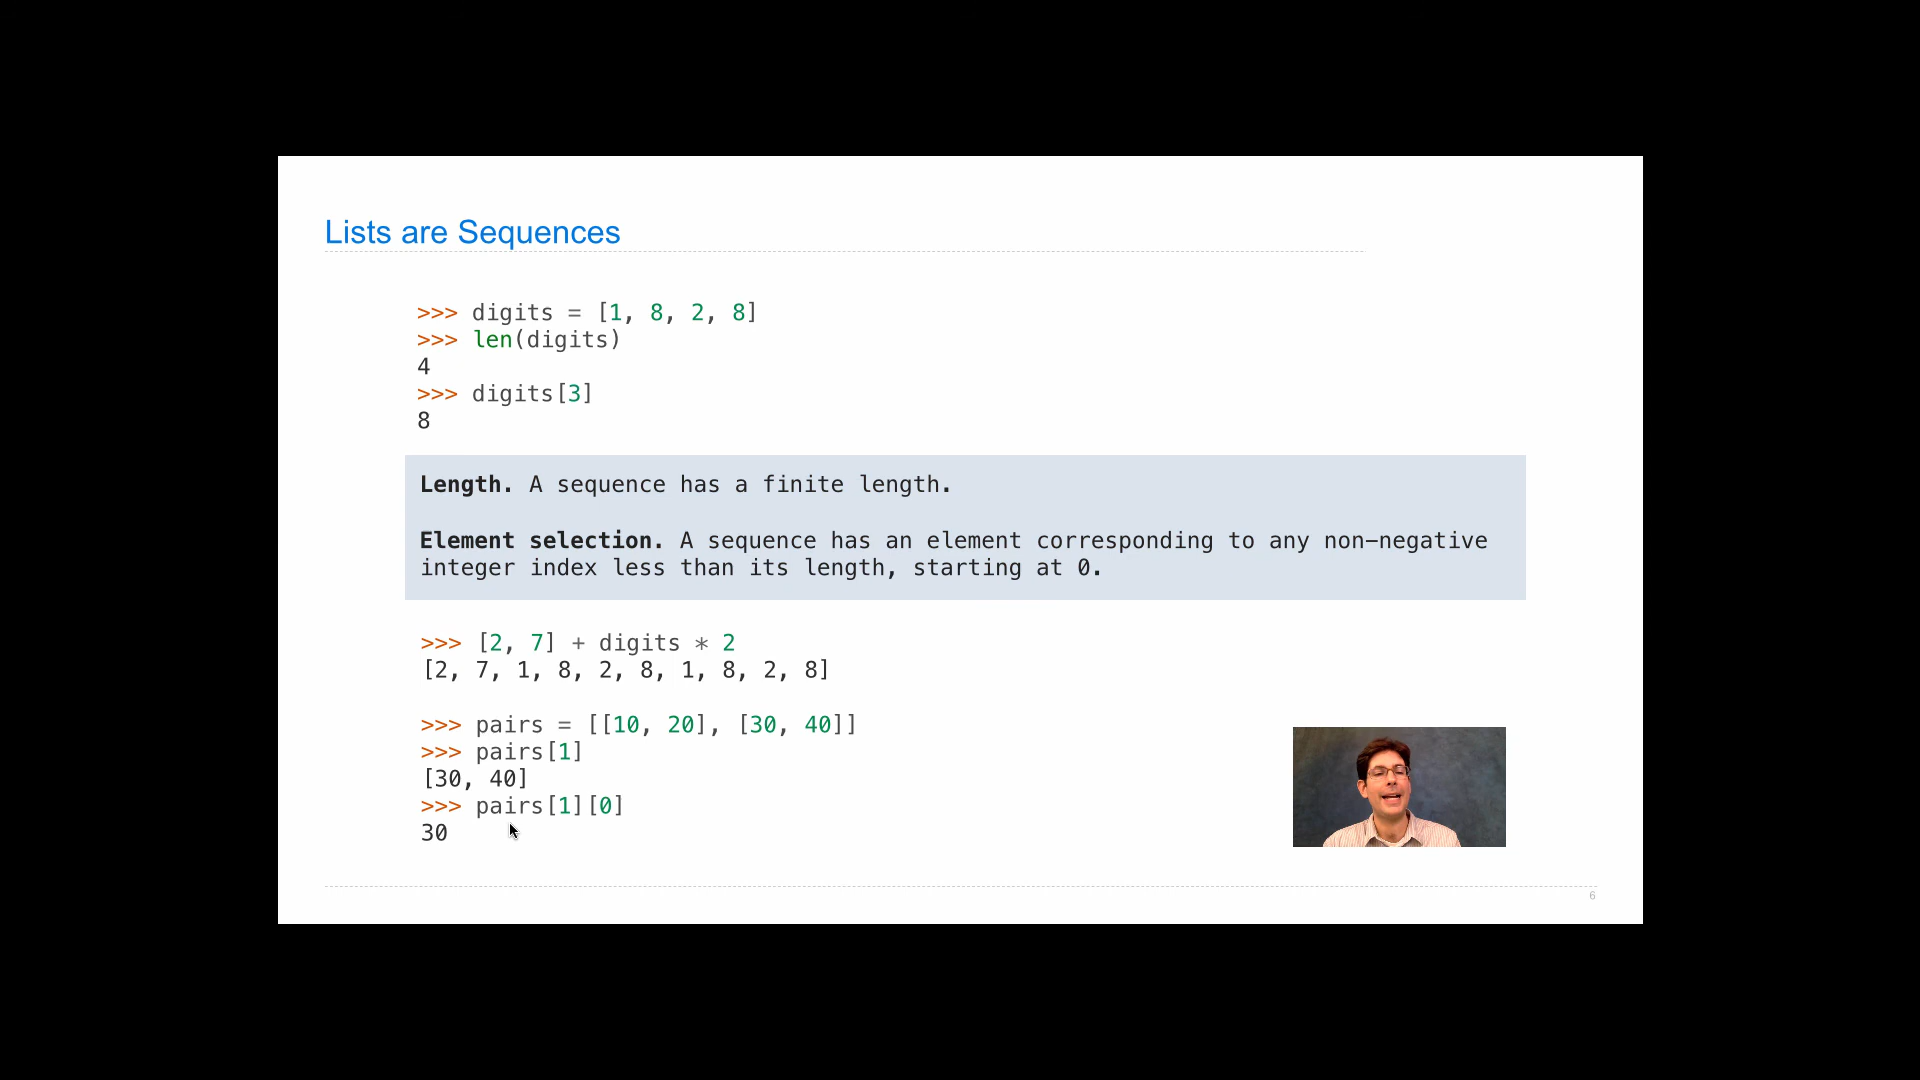 Lists are Sequences
>>> digits = [1, 8, 2, 8]
>>> len(digits)
4
>>> digits[3]
8
Length. A sequence has a finite length.
Element selection. A sequence has an element corresponding to any non-negative
integer index less than its length, starting at 0.
>>> [2, 7] + digits * 2
[2, 7, 1, 8, 2, 8, 1, 8, 2, 8]
>>> pairs = [[10, 20], [30, 40]]
>>> pairs[1]
[30, 40]
>>> pairs[1][0]
30
6